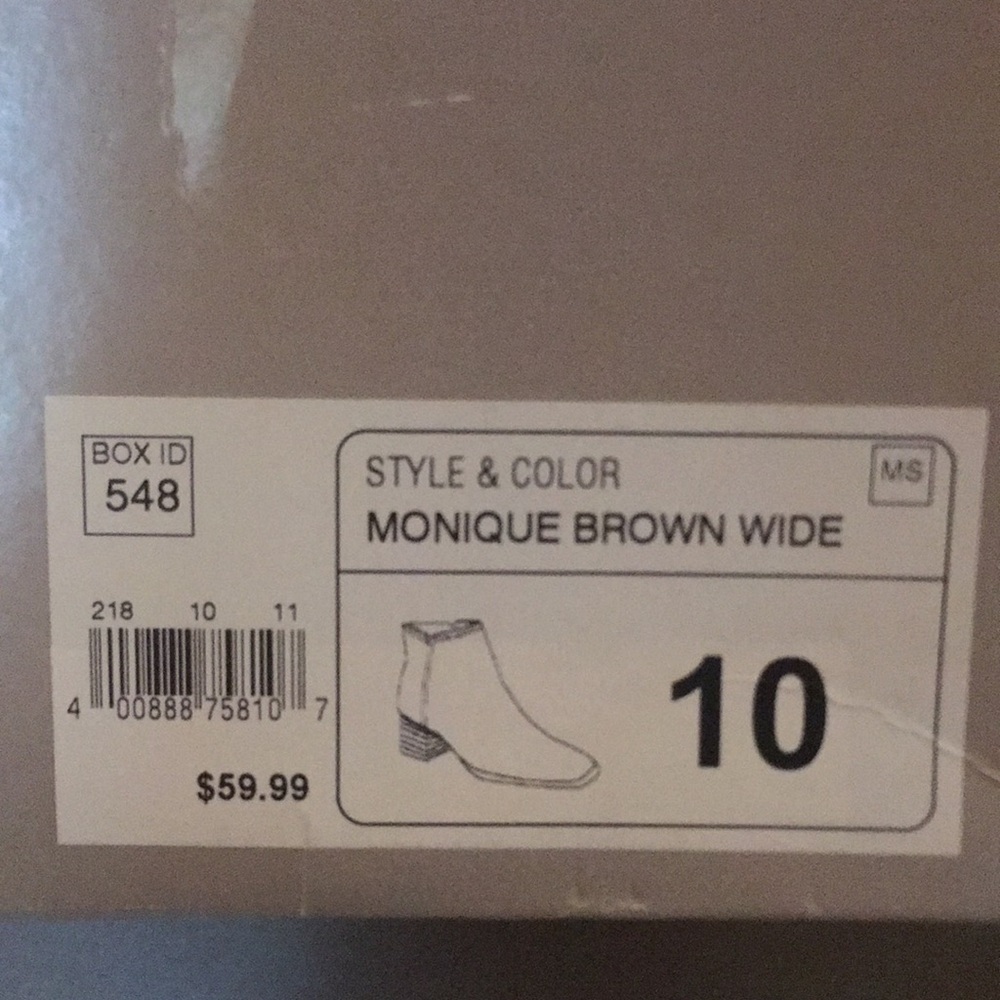 BOX ID
548
STYLE & COLOR
MS
MONIQUE BROWN WIDE
218 10 11
4 00888 75810 7
$59.99
10